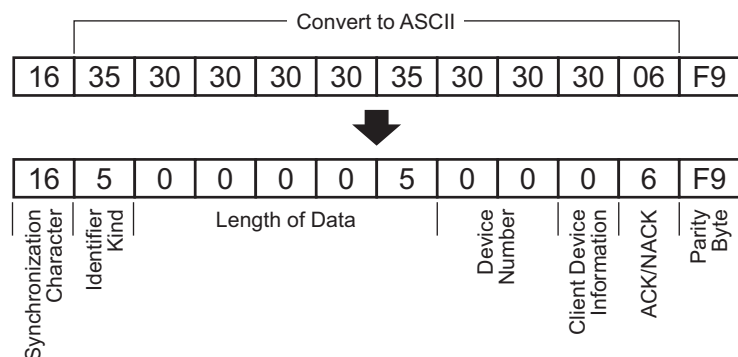 Convert to ASCII
16 35 30 30 30 30 35 30 30 30 06 F9
16 5 0 0 0 0 5 0 0 0 6 F9
Synchronization
Character
Identifier
Kind
Length of Data
Device
Number
Client Device
Information
ACK/NACK
Parity
Byte